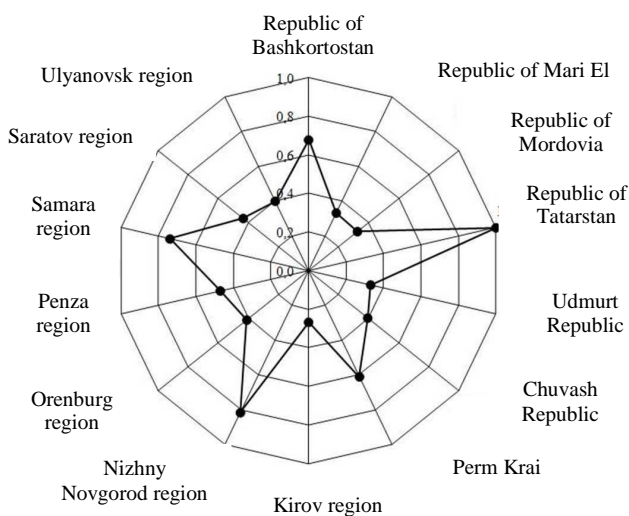 Republic of
Bashkortostan
Ulyanovsk region
1,0
Republic of Mari El
Saratov region
0,8
Republic of
Mordovia
0,6
Samara
region
0,4
Republic of
Tatarstan
0,2
0,0
Penza
region
Udmurt
Republic
Orenburg
region
Chuvash
Republic
Nizhny
Novgorod region
Perm Krai
Kirov region